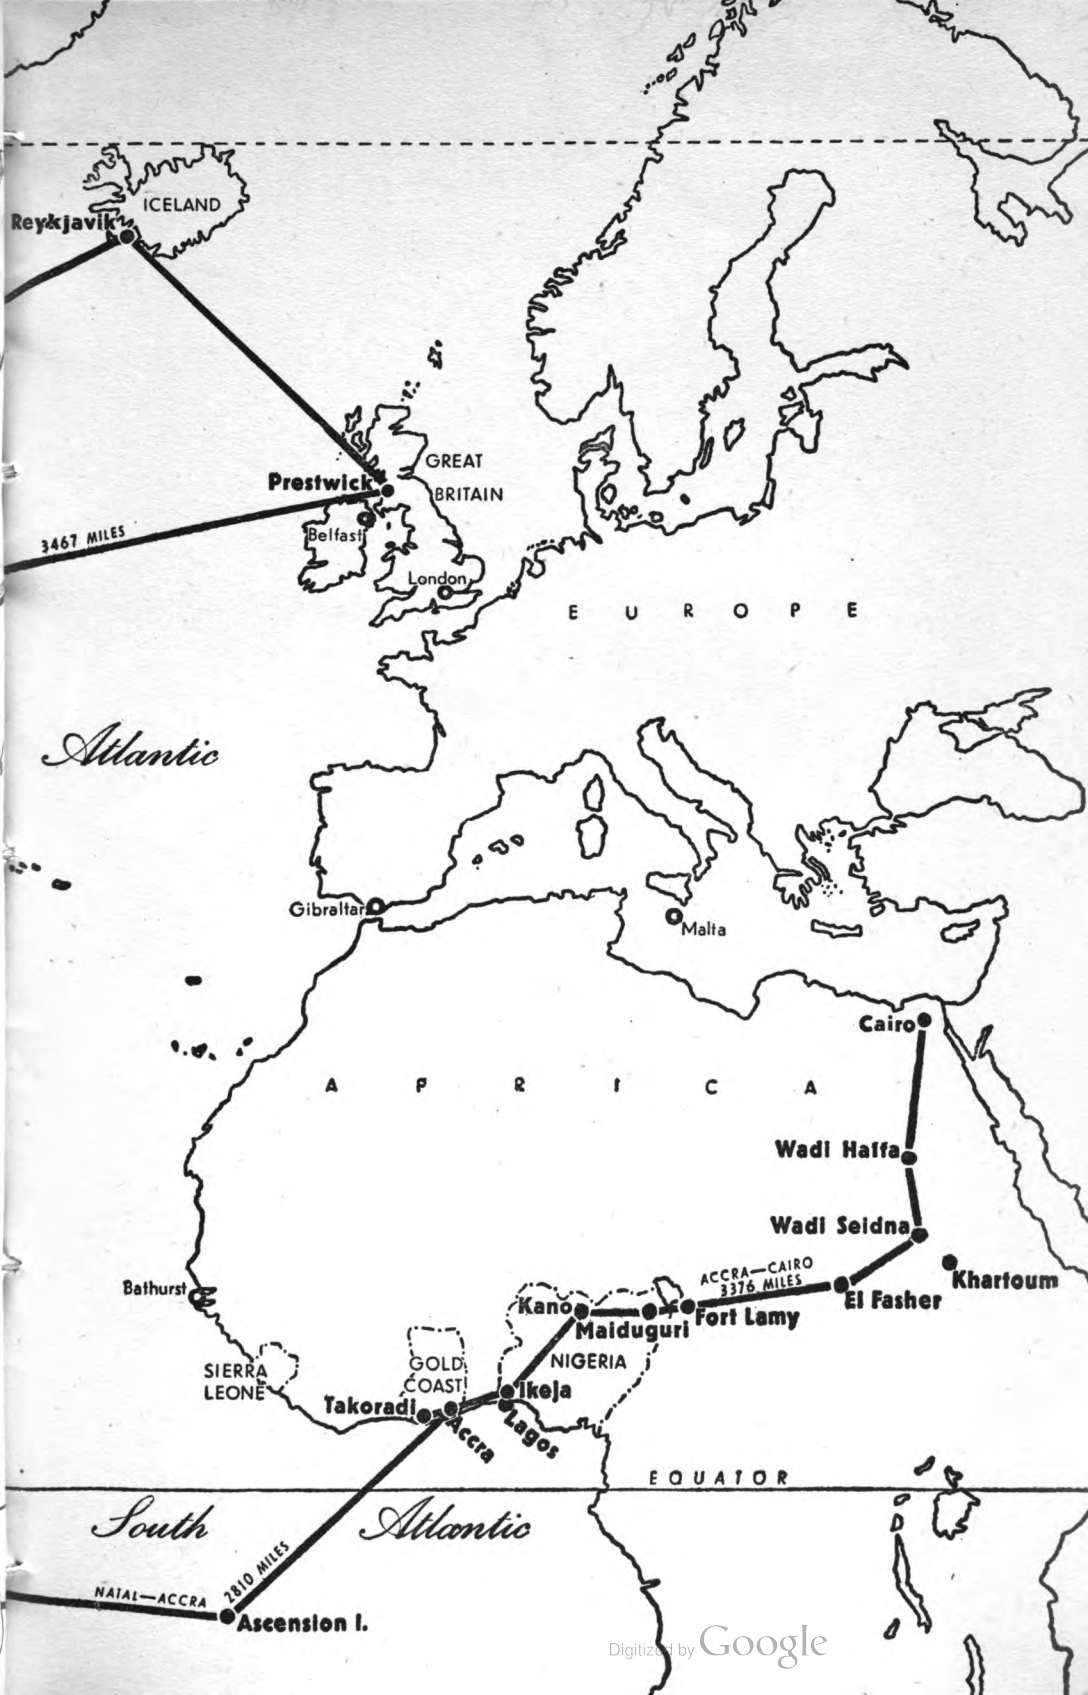 ICELAND
Reykjavik
GREAT
BRITAIN
Prestwick
Belfast
3467 MILES
London
E U R O P E
Atlantic
Gibraltar
Malta
Cairo
A F R I C A
Wadi Halfa
Wadi Seidna
Khartoum
ACCRA—CAIRO
3376 MILES
Bathurst
El Fasher
Kano
Fort Lamy
Maiduguri
NIGERIA
SIERRA
LEONE
GOLD
COAST
Ikeja
Takoradi
Lagos
Accra
EQUATOR
South Atlantic
2810 MILES
NATAL—ACCRA
Ascension I.
Digitized by Google